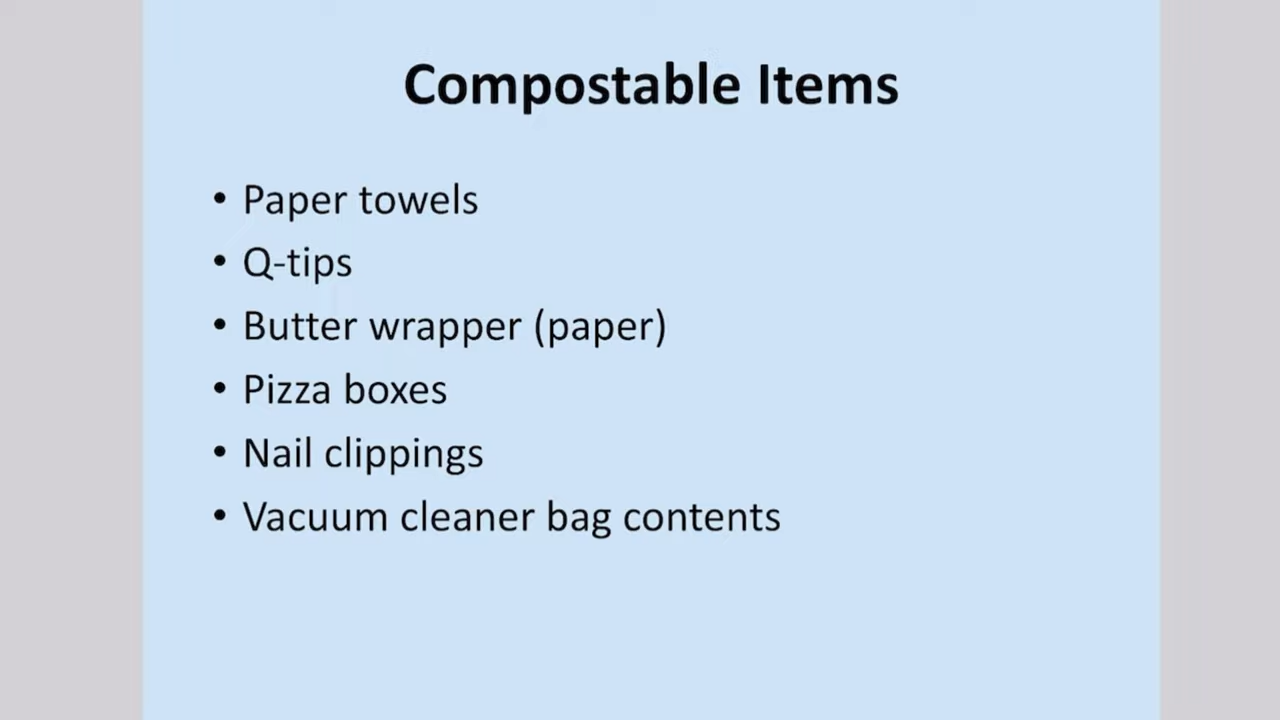 Compostable Items
• Paper towels
• Q-tips
• Butter wrapper (paper)
• Pizza boxes
• Nail clippings
• Vacuum cleaner bag contents